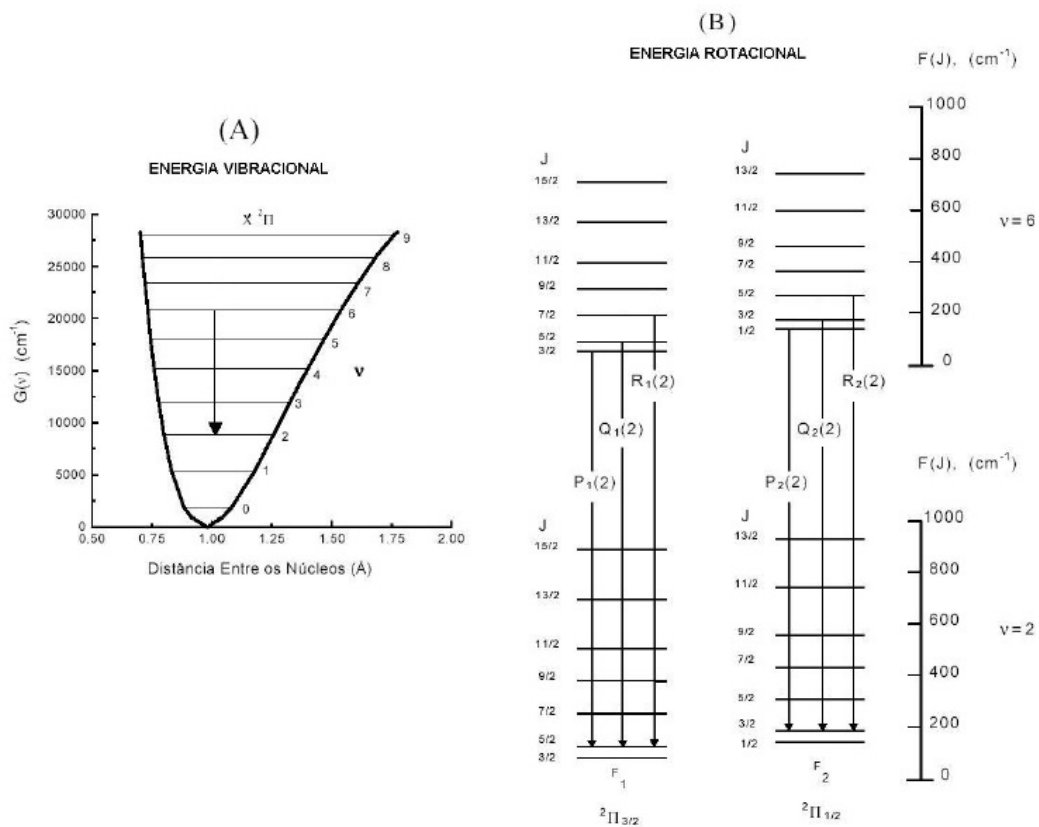 (A)
ENERGIA VIBRACIONAL
X ²Π
G(ν) (cm⁻¹)
30000
25000
20000
15000
10000
5000
0
9
8
7
6
5
4
3
2
1
0
ν
0.50 0.75 1.00 1.25 1.50 1.75 2.00
Distância Entre os Núcleos (Å)
(B)
ENERGIA ROTACIONAL
F(J), (cm⁻¹)
1000
800
600
400
200
0
ν=6
J
15/2
13/2
11/2
9/2
7/2
5/2
3/2
J
13/2
11/2
9/2
7/2
5/2
3/2
1/2
R₁(2)
Q₁(2)
P₁(2)
R₂(2)
Q₂(2)
P₂(2)
F(J), (cm⁻¹)
1000
800
600
400
200
0
ν=2
J
15/2
13/2
11/2
9/2
7/2
5/2
3/2
F₁
²Π₃/₂
J
13/2
11/2
9/2
7/2
5/2
3/2
1/2
F₂
²Π₁/₂